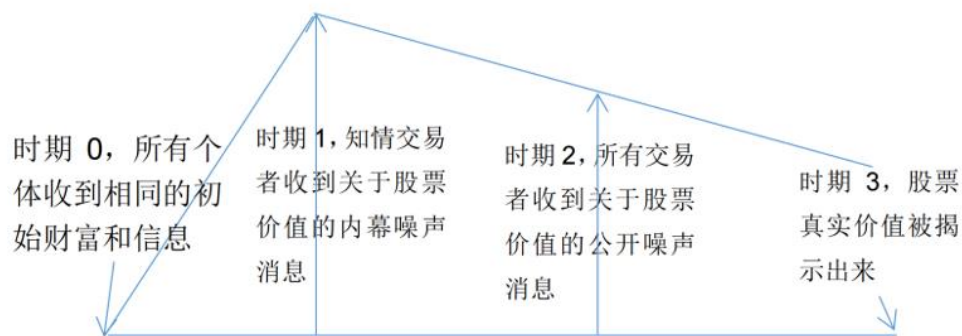 时期 0，所有个
体收到相同的初
始财富和信息
时期 1，知情交易
者收到关于股票
价值的内幕噪声
消息
时期 2，所有交易
者收到关于股票
价值的公开噪声
消息
时期 3，股票
真实价值被揭
示出来